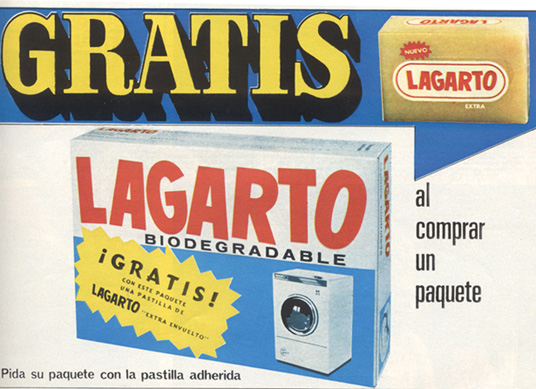 GRATIS
NUEVO
LAGARTO
EXTRA
al
comprar
un
paquete
LAGARTO
BIODEGRADABLE
LAGARTO
¡GRATIS!
CON ESTE PAQUETE
UNA PASTILLA DE
LAGARTO "EXTRA ENVUELTO"
Pida su paquete con la pastilla adherida